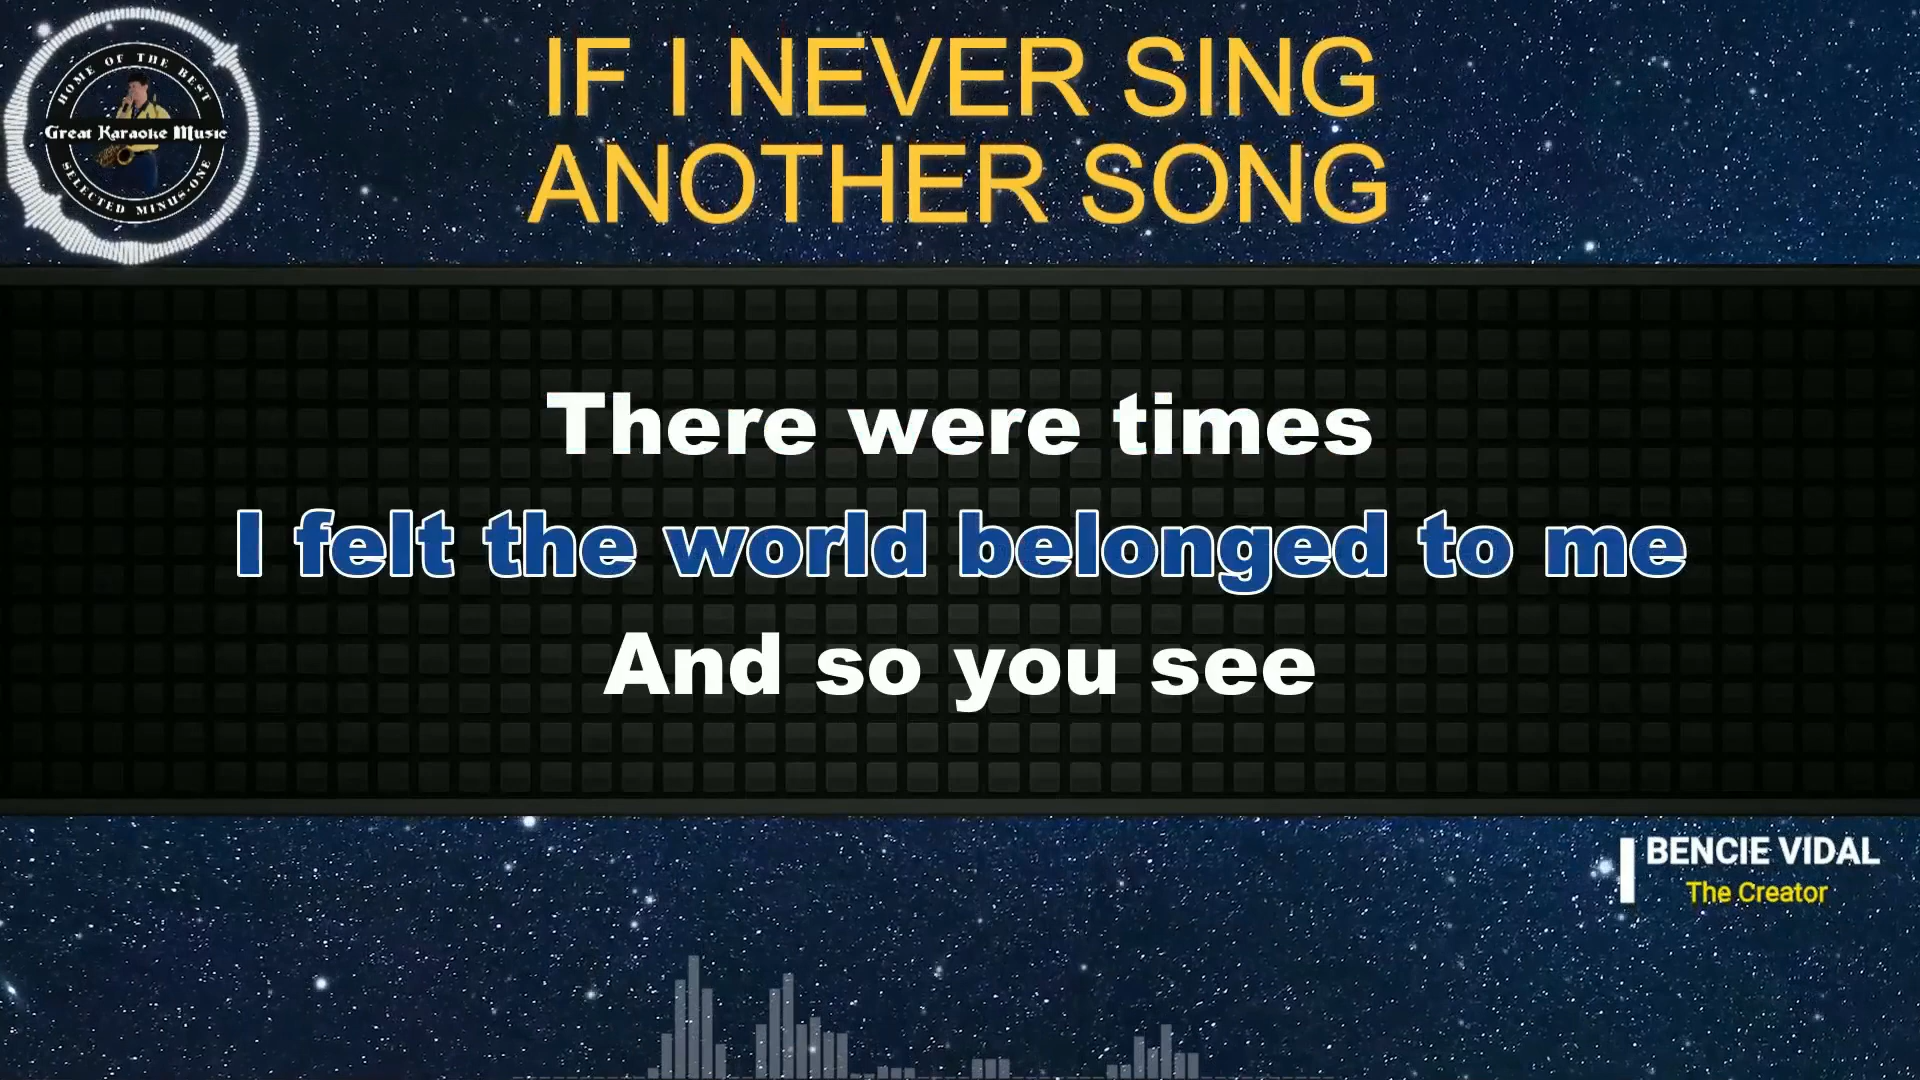 HOME OF THE BEST
Great Karaoke Music
SELECTED MINUS-ONE
IF I NEVER SING
ANOTHER SONG
There were times
I felt the world belonged to me
And so you see
BENCIE VIDAL
The Creator